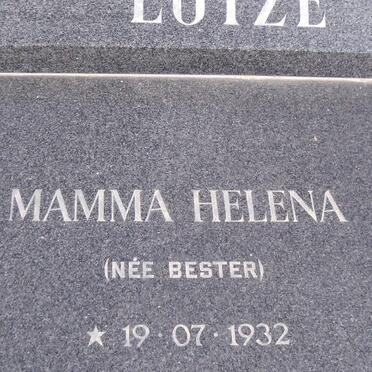 LOTZE
MAMMA HELENA
(NÉE BESTER)
★ 19·07·1932